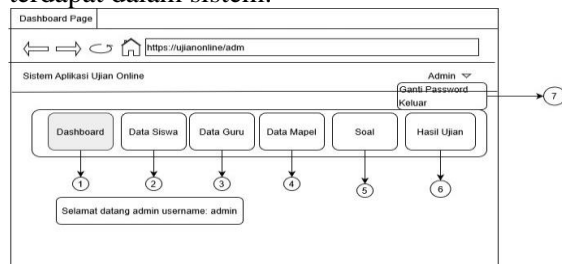 terdapat dalam sistem.
Dashboard Page
https://ujianonline/adm
Sistem Aplikasi Ujian Online
Admin
Ganti Password
Keluar
7
Dashboard
Data Siswa
Data Guru
Data Mapel
Soal
Hasil Ujian
1
2
3
4
5
6
Selamat datang admin username: admin